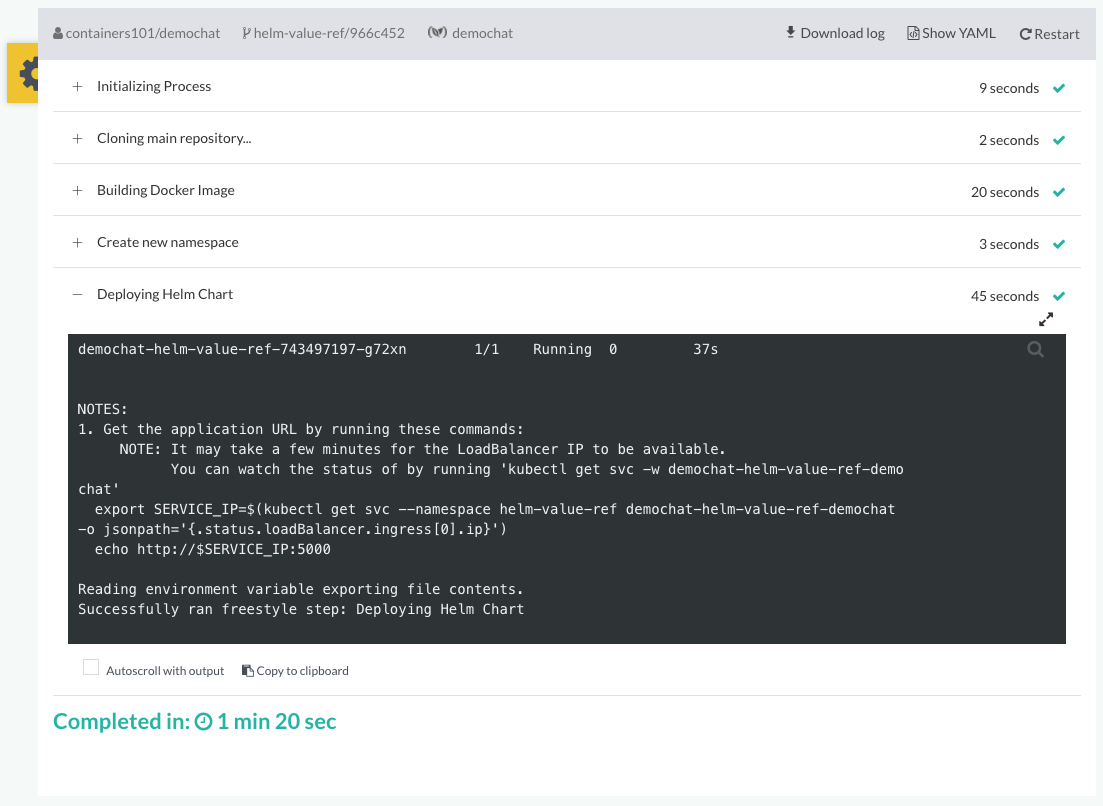 containers101/demochat helm-value-ref/966c452 demochat Download log Show YAML Restart
+ Initializing Process 9 seconds
+ Cloning main repository... 2 seconds
+ Building Docker Image 20 seconds
+ Create new namespace 3 seconds
− Deploying Helm Chart 45 seconds
demochat-helm-value-ref-743497197-g72xn 1/1 Running 0 37s
NOTES:
1. Get the application URL by running these commands:
NOTE: It may take a few minutes for the LoadBalancer IP to be available.
You can watch the status of by running 'kubectl get svc -w demochat-helm-value-ref-demo
chat'
export SERVICE_IP=$(kubectl get svc --namespace helm-value-ref demochat-helm-value-ref-demochat
-o jsonpath='{.status.loadBalancer.ingress[0].ip}')
echo http://$SERVICE_IP:5000
Reading environment variable exporting file contents.
Successfully ran freestyle step: Deploying Helm Chart
Autoscroll with output Copy to clipboard
Completed in: 1 min 20 sec